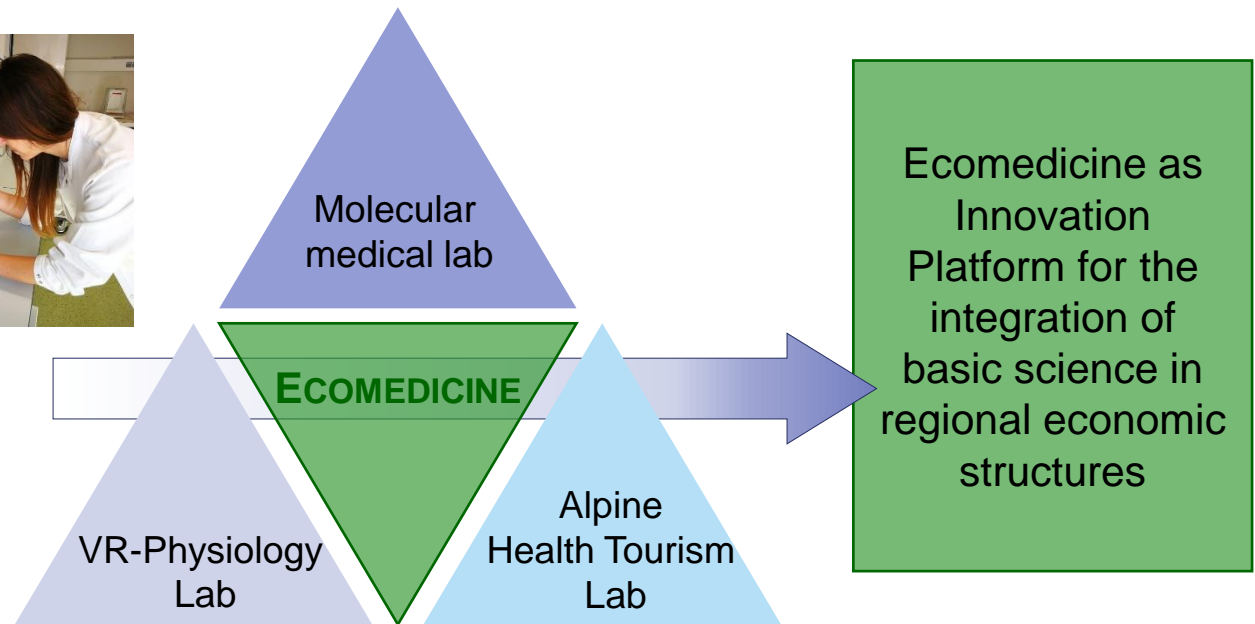 Molecular
medical lab
ECOMEDICINE
VR-Physiology
Lab
Alpine
Health Tourism
Lab
Ecomedicine as
Innovation
Platform for the
integration of
basic science in
regional economic
structures